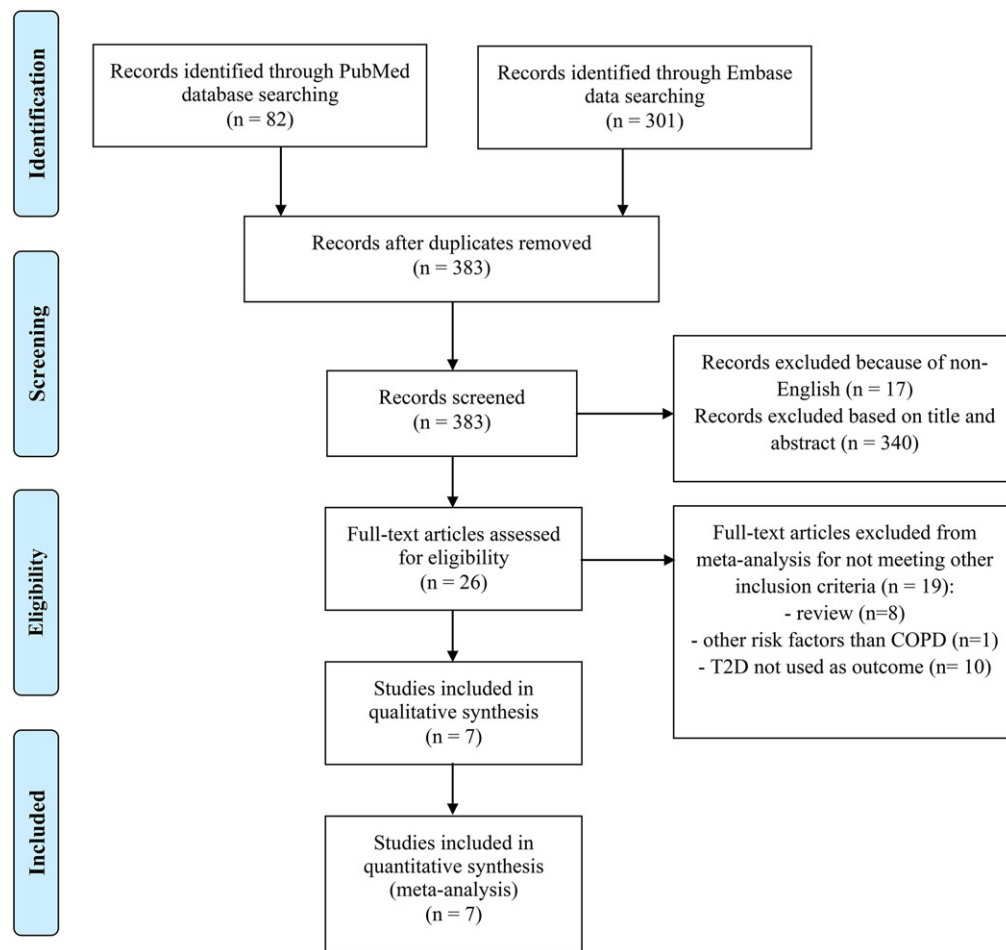 Identification
Records identified through PubMed
database searching
(n = 82)
Records identified through Embase
data searching
(n = 301)
Records after duplicates removed
(n = 383)
Screening
Records screened
(n = 383)
Records excluded because of non-
English (n = 17)
Records excluded based on title and
abstract (n = 340)
Eligibility
Full-text articles assessed
for eligibility
(n = 26)
Full-text articles excluded from
meta-analysis for not meeting other
inclusion criteria (n = 19):
- review (n=8)
- other risk factors than COPD (n=1)
- T2D not used as outcome (n= 10)
Studies included in
qualitative synthesis
(n = 7)
Included
Studies included in
quantitative synthesis
(meta-analysis)
(n = 7)